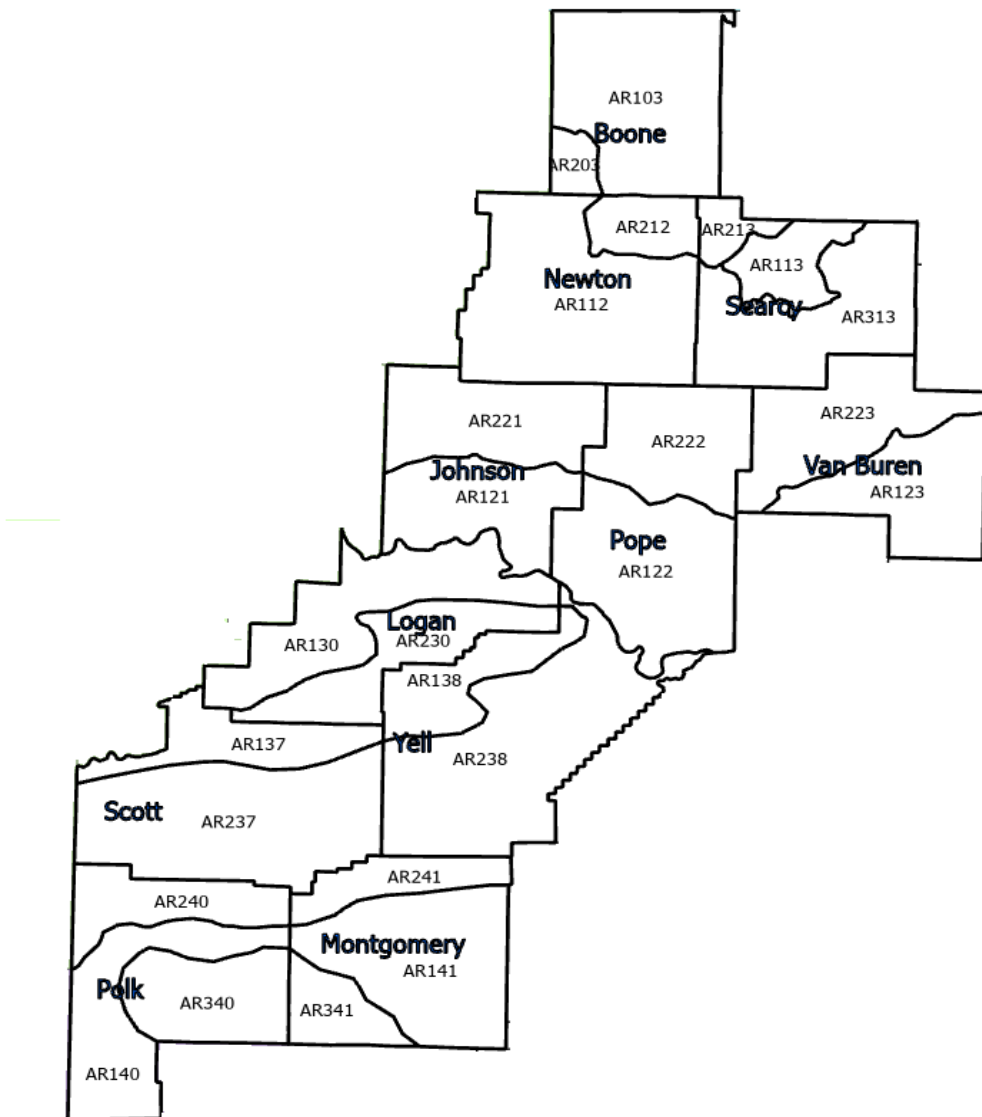 AR103
Boone
AR203
AR212
AR213
AR113
Newton
AR112
Searcy
AR313
AR221
AR222
AR223
Johnson
Van Buren
AR121
AR123
Pope
AR122
Logan
AR130
AR230
AR138
AR137
Yell
AR238
Scott
AR237
AR241
AR240
Montgomery
AR141
Polk
AR340
AR341
AR140